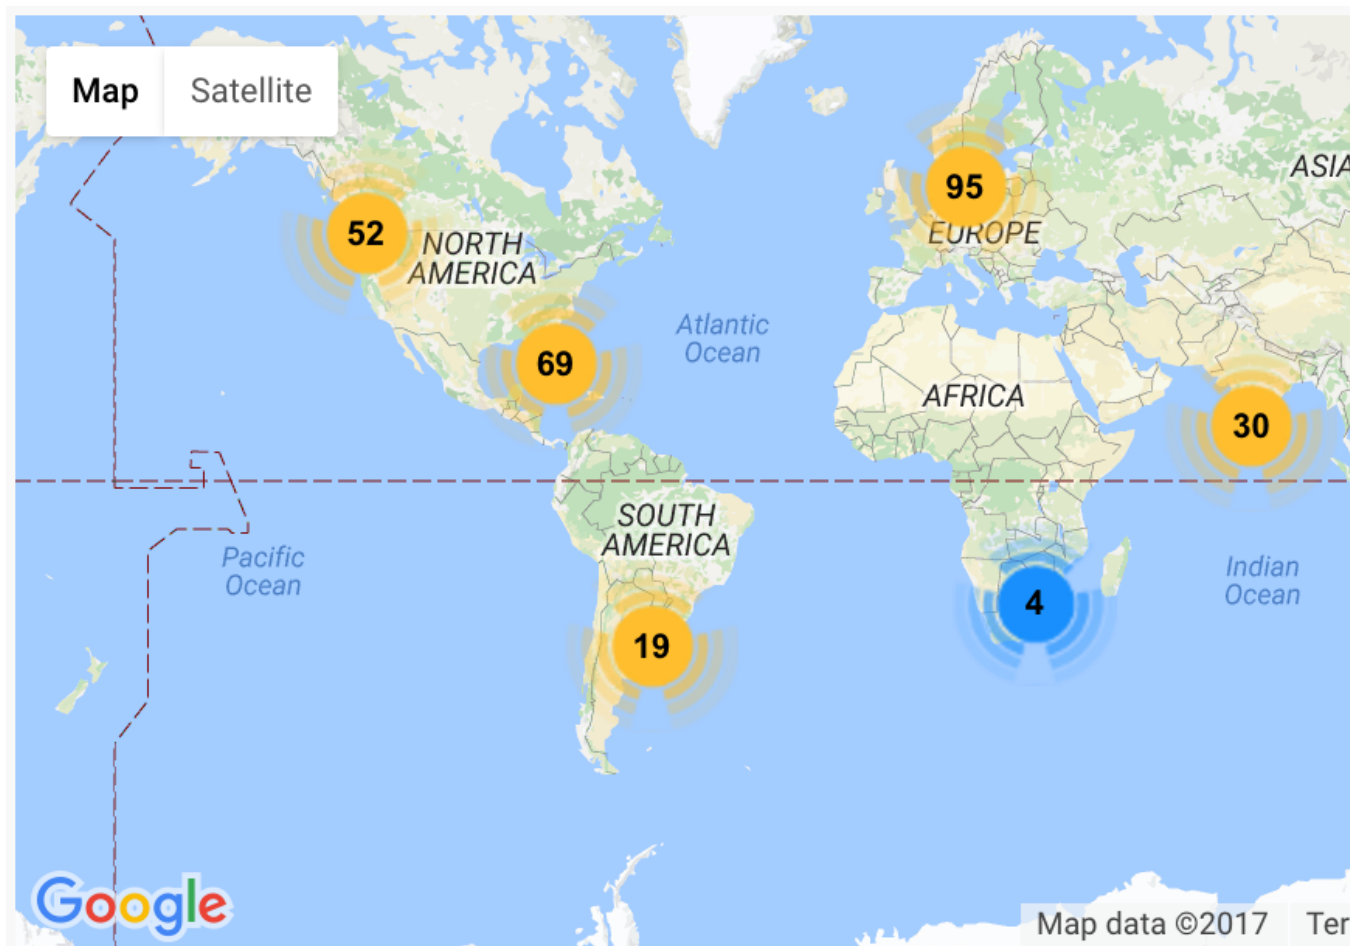 Map
Satellite
ASIA
95
52
EUROPE
NORTH
AMERICA
Atlantic
Ocean
69
AFRICA
30
SOUTH
AMERICA
Pacific
Ocean
Indian
Ocean
4
19
Google
Map data ©2017
Ter